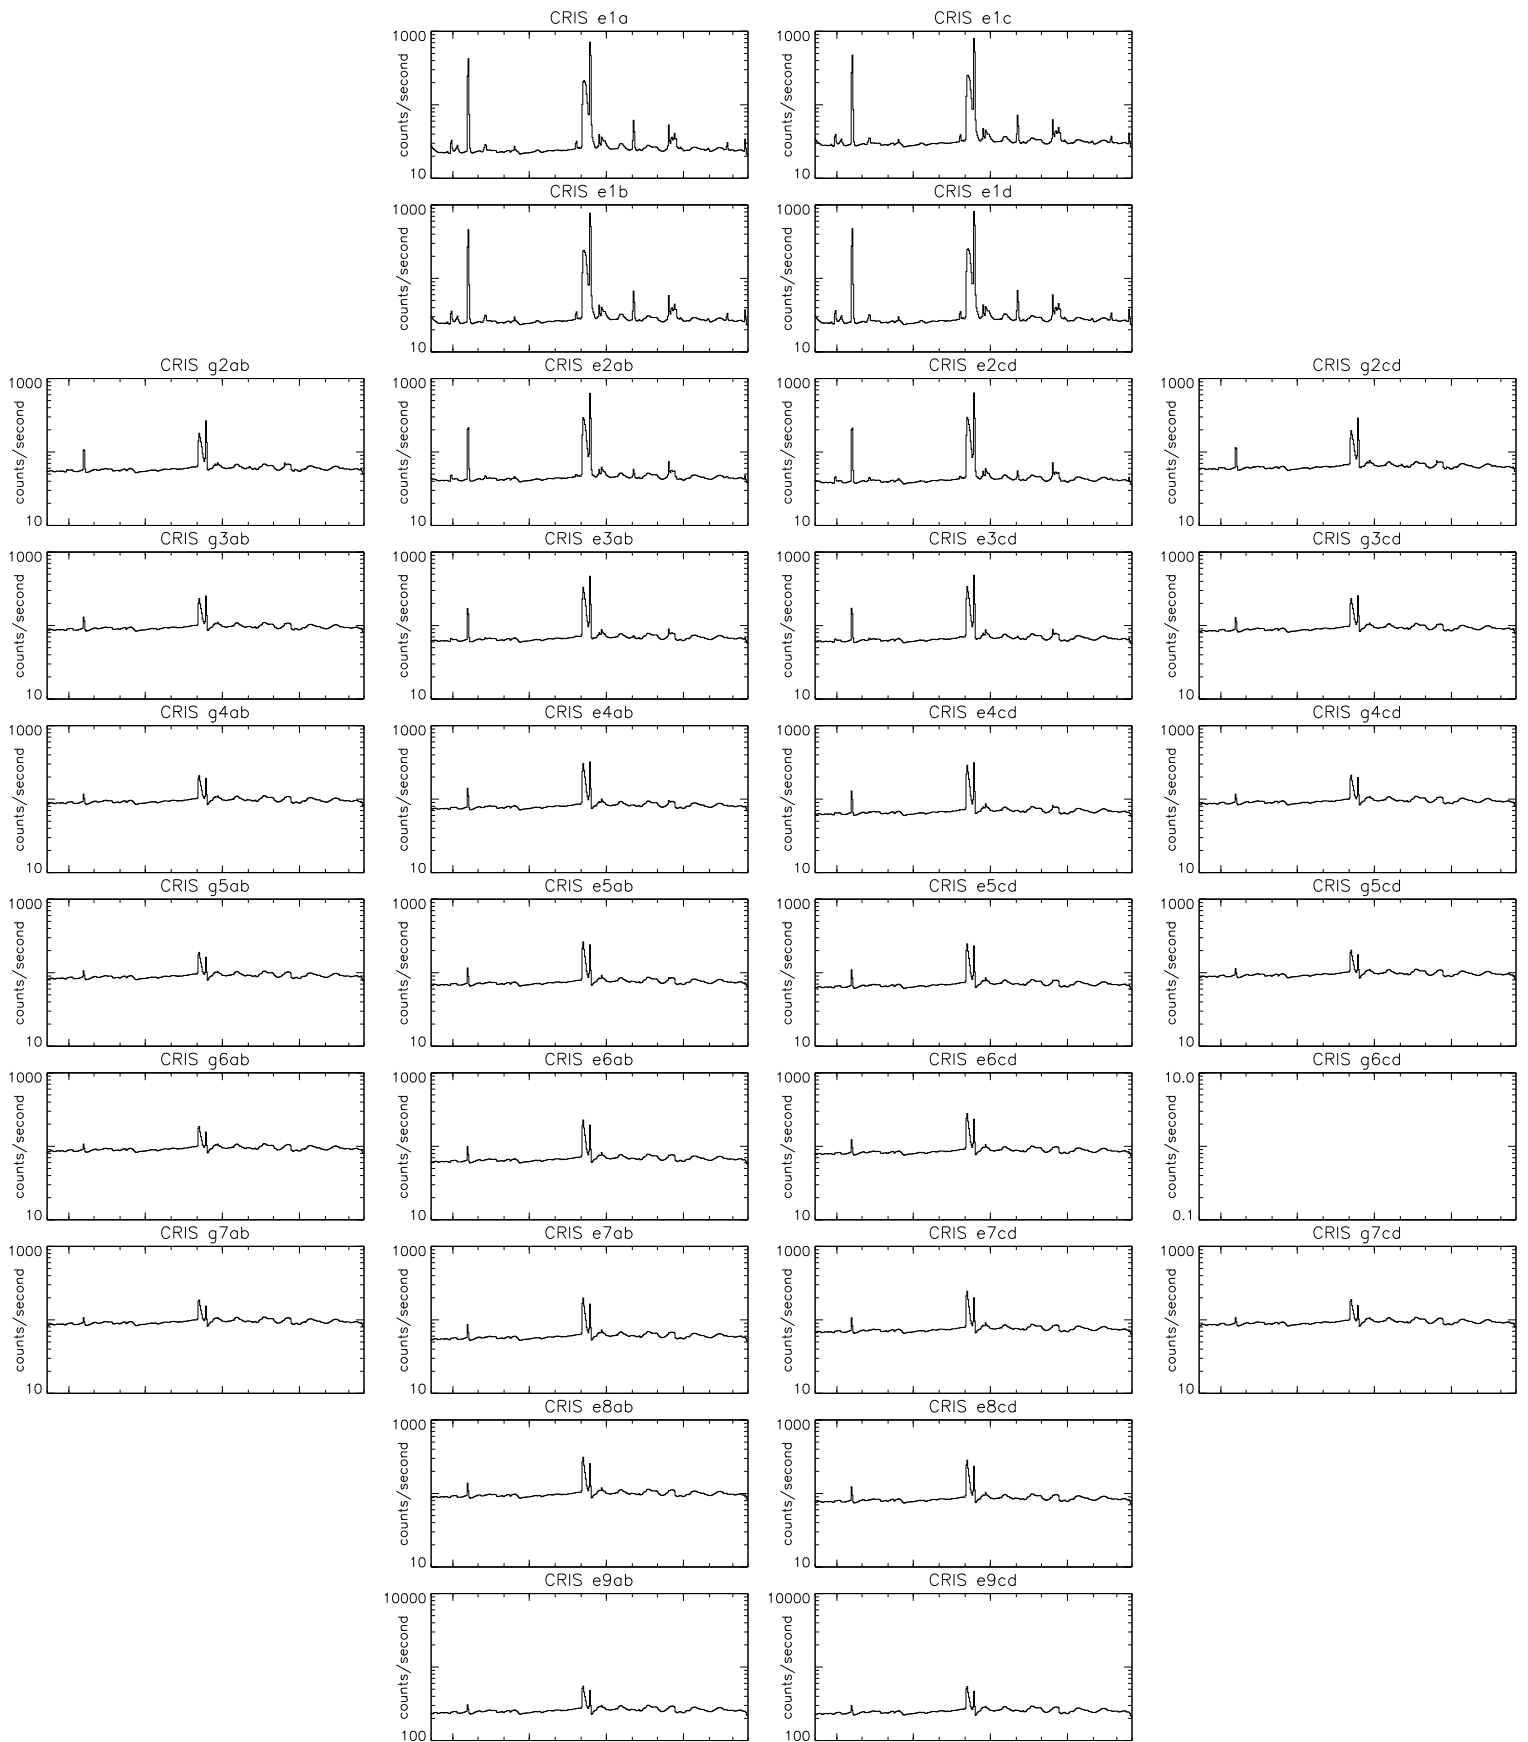 CRIS e1a
1000
counts/second
10
CRIS e1c
1000
counts/second
10
CRIS e1b
1000
counts/second
10
CRIS e1d
1000
counts/second
10
CRIS g2ab
1000
counts/second
10
CRIS e2ab
1000
counts/second
10
CRIS e2cd
1000
counts/second
10
CRIS g2cd
1000
counts/second
10
CRIS g3ab
1000
counts/second
10
CRIS e3ab
1000
counts/second
10
CRIS e3cd
1000
counts/second
10
CRIS g3cd
1000
counts/second
10
CRIS g4ab
1000
counts/second
10
CRIS e4ab
1000
counts/second
10
CRIS e4cd
1000
counts/second
10
CRIS g4cd
1000
counts/second
10
CRIS g5ab
1000
counts/second
10
CRIS e5ab
1000
counts/second
10
CRIS e5cd
1000
counts/second
10
CRIS g5cd
1000
counts/second
10
CRIS g6ab
1000
counts/second
10
CRIS e6ab
1000
counts/second
10
CRIS e6cd
1000
counts/second
10
CRIS g6cd
10.0
counts/second
0.1
CRIS g7ab
1000
counts/second
10
CRIS e7ab
1000
counts/second
10
CRIS e7cd
1000
counts/second
10
CRIS g7cd
1000
counts/second
10
CRIS e8ab
1000
counts/second
10
CRIS e8cd
1000
counts/second
10
CRIS e9ab
10000
counts/second
100
CRIS e9cd
10000
counts/second
100